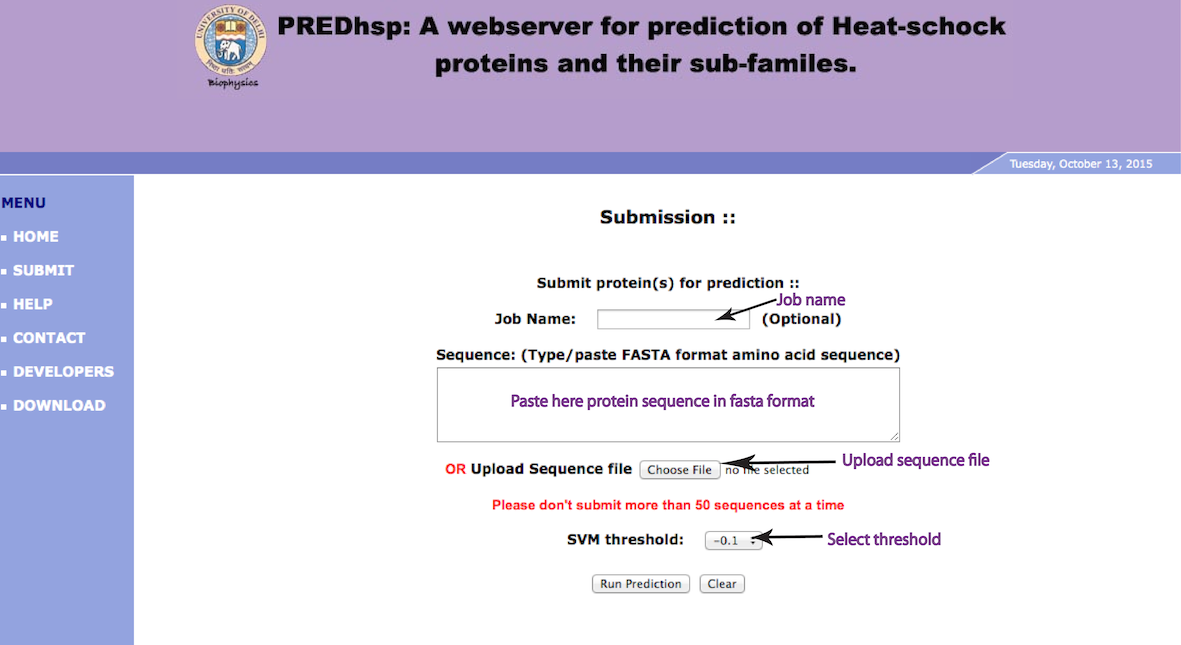 UNIVERSITY OF DELHI
Biophysics
PREDhsp: A webserver for prediction of Heat-schock
proteins and their sub-familes.
Tuesday, October 13, 2015
MENU
HOME
SUBMIT
HELP
CONTACT
DEVELOPERS
DOWNLOAD
Submission ::
Submit protein(s) for prediction ::
Job name
Job Name: (Optional)
Sequence: (Type/paste FASTA format amino acid sequence)
Paste here protein sequence in fasta format
OR Upload Sequence file Choose File no file selected
Upload sequence file
Please don't submit more than 50 sequences at a time
SVM threshold: -0.1
Select threshold
Run Prediction Clear